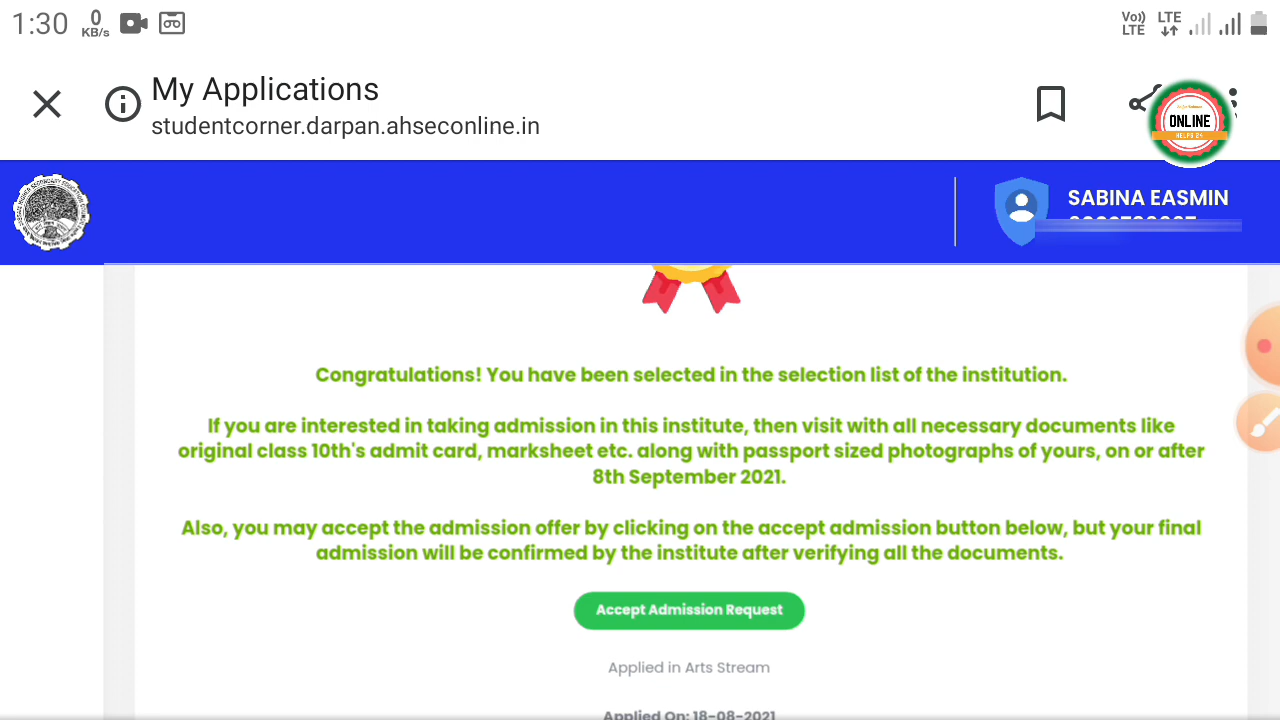 1:30 0 KB/s Vo)) LTE LTE
My Applications
studentcorner.darpan.ahseconline.in
ONLINE
HELPS 24
SABINA EASMIN
Congratulations! You have been selected in the selection list of the institution.
If you are interested in taking admission in this institute, then visit with all necessary documents like
original class 10th's admit card, marksheet etc. along with passport sized photographs of yours, on or after
8th September 2021.
Also, you may accept the admission offer by clicking on the accept admission button below, but your final
admission will be confirmed by the institute after verifying all the documents.
Accept Admission Request
Applied in Arts Stream
Applied On: 18-08-2021